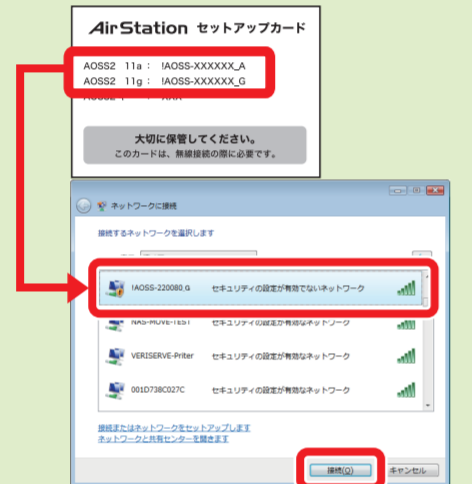 AirStation セットアップカード
AOSS2 11a : !AOSS-XXXXXX_A
AOSS2 11g : !AOSS-XXXXXX_G
大切に保管してください。
このカードは、無線接続の際に必要です。
ネットワークに接続
接続するネットワークを選択します
!AOSS-220080_G セキュリティの設定が有効でないネットワーク
NAS-MOVE-TEST セキュリティの設定が有効なネットワーク
VERISERVE-Priter セキュリティの設定が有効なネットワーク
001D738C027C セキュリティの設定が有効なネットワーク
接続またはネットワークをセットアップします
ネットワークと共有センターを開きます
接続(O) キャンセル